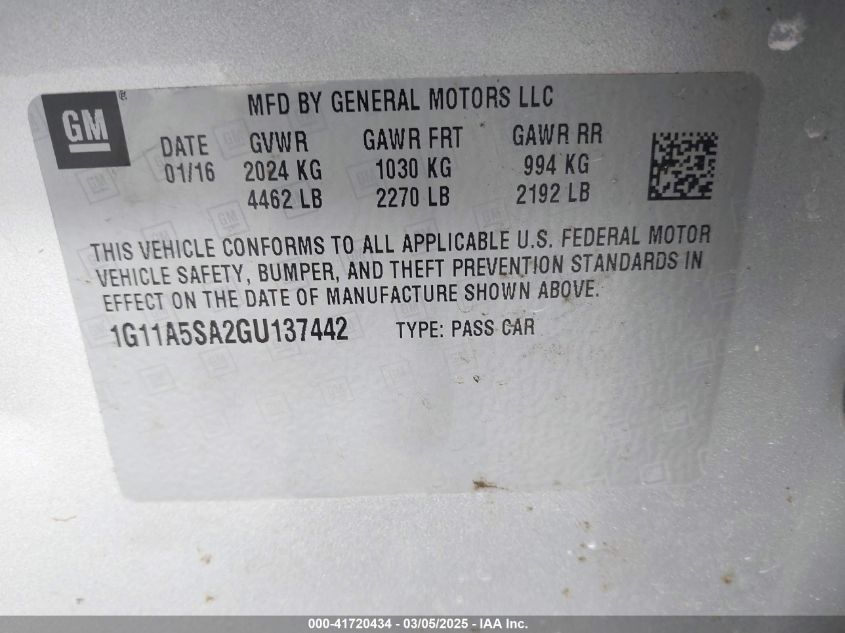 GM
MFD BY GENERAL MOTORS LLC
DATE GVWR GAWR FRT GAWR RR
01/16 2024 KG 1030 KG 994 KG
4462 LB 2270 LB 2192 LB
THIS VEHICLE CONFORMS TO ALL APPLICABLE U.S. FEDERAL MOTOR
VEHICLE SAFETY, BUMPER, AND THEFT PREVENTION STANDARDS IN
EFFECT ON THE DATE OF MANUFACTURE SHOWN ABOVE.
1G11A5SA2GU137442 TYPE: PASS CAR
000-41720434 - 03/05/2025 - IAA Inc.